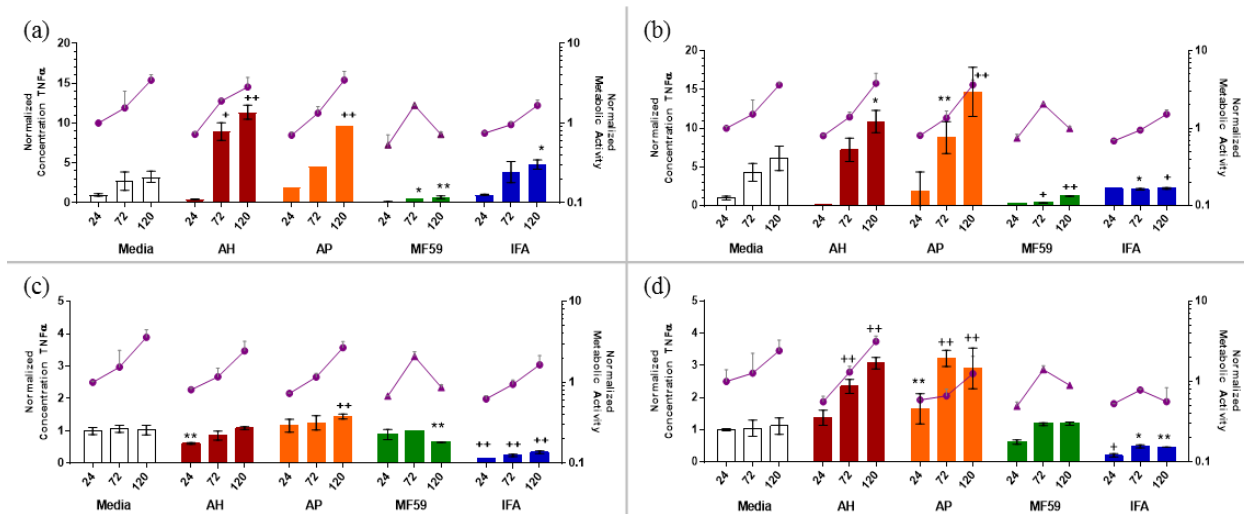 (a)
Normalized
Concentration TNFα
20
15
10
5
0
10
1
0.1
Normalized
Metabolic Activity
+
++
++
*
**
*
24 72 120 24 72 120 24 72 120 24 72 120 24 72 120
Media AH AP MF59 IFA
(b)
Normalized
Concentration TNFα
20
15
10
5
0
10
1
0.1
Normalized
Metabolic Activity
*
**
++
+
++
*
+
24 72 120 24 72 120 24 72 120 24 72 120 24 72 120
Media AH AP MF59 IFA
(c)
Normalized
Concentration TNFα
5
4
3
2
1
0
10
1
0.1
Normalized
Metabolic Activity
**
++
**
++ ++ ++
24 72 120 24 72 120 24 72 120 24 72 120 24 72 120
Media AH AP MF59 IFA
(d)
Normalized
Concentration TNFα
5
4
3
2
1
0
10
1
0.1
Normalized
Metabolic Activity
++
++
**
++
++
+
*
**
24 72 120 24 72 120 24 72 120 24 72 120 24 72 120
Media AH AP MF59 IFA